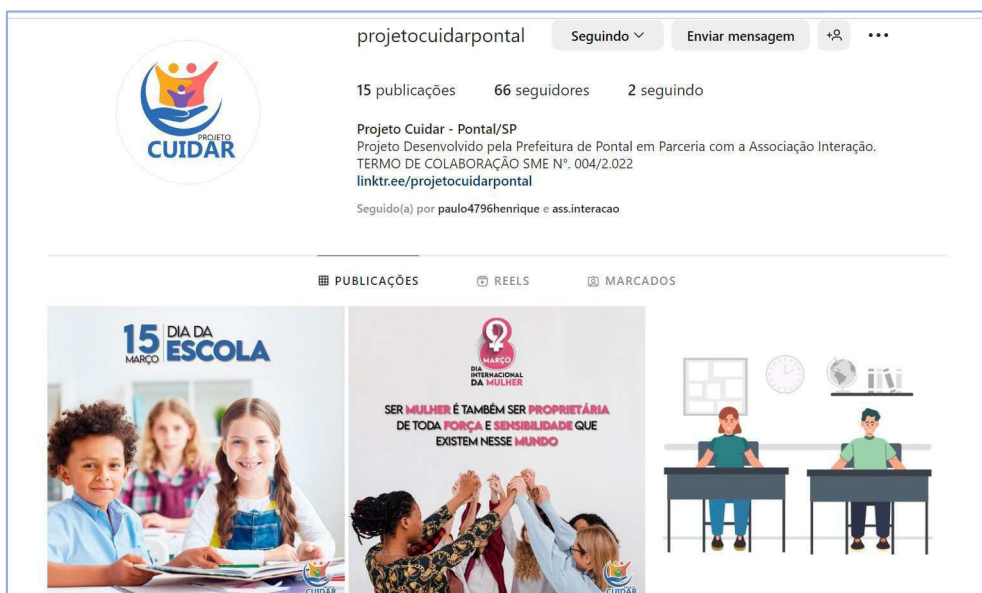 projetocuidarpontal
Seguindo
Enviar mensagem
15 publicações
66 seguidores
2 seguindo
Projeto Cuidar - Pontal/SP
Projeto Desenvolvido pela Prefeitura de Pontal em Parceria com a Associação Interação.
TERMO DE COLABORAÇÃO SME N°. 004/2.022
linktr.ee/projetocuidarpontal
Seguido(a) por paulo4796henrique e ass.interacao
PROJETO
CUIDAR
PUBLICAÇÕES
REELS
MARCADOS
15 DIA DA
MARÇO ESCOLA
CUIDAR
8
MARÇO
DIA
INTERNACIONAL
DA MULHER
SER MULHER É TAMBÉM SER PROPRIETÁRIA
DE TODA FORÇA E SENSIBILIDADE QUE
EXISTEM NESSE MUNDO
CUIDAR